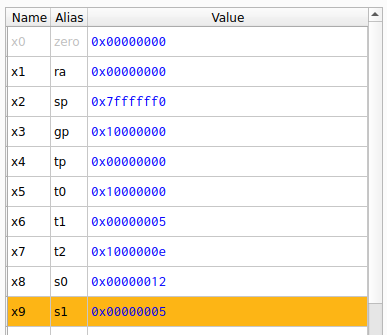 Name Alias Value
x0 zero 0x00000000
x1 ra 0x00000000
x2 sp 0x7ffffff0
x3 gp 0x10000000
x4 tp 0x00000000
x5 t0 0x10000000
x6 t1 0x00000005
x7 t2 0x1000000e
x8 s0 0x00000012
x9 s1 0x00000005